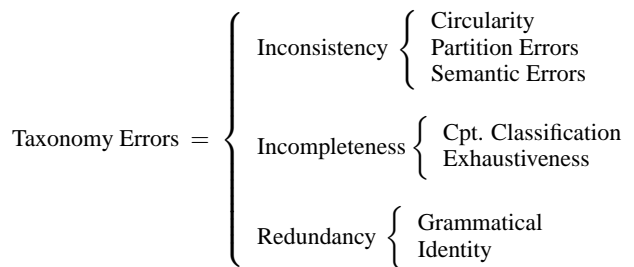 Circularity
Inconsistency Partition Errors
Semantic Errors
Taxonomy Errors =
Cpt. Classification
Incompleteness
Exhaustiveness
Grammatical
Redundancy
Identity